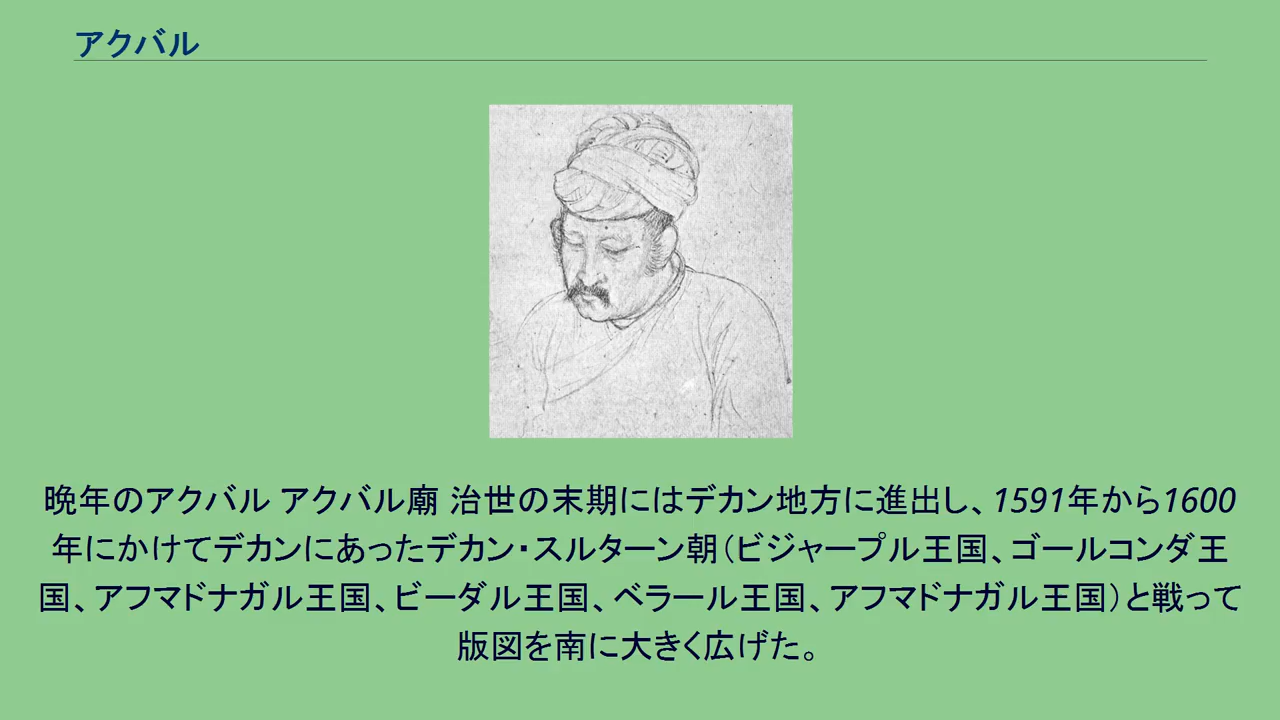 アクバル
晩年のアクバル アクバル廟 治世の末期にはデカン地方に進出し、1591年から1600
年にかけてデカンにあったデカン・スルターン朝（ビジャープル王国、ゴールコンダ王
国、アフマドナガル王国、ビーダル王国、ベラール王国、アフマドナガル王国）と戦って
版図を南に大きく広げた。